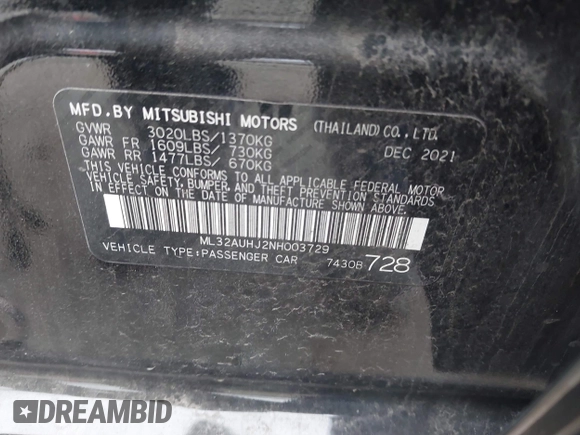 MFD. BY MITSUBISHI MOTORS (THAILAND) CO., LTD.
GVWR 3020LBS/1370KG DEC 2021
GAWR FR 1609LBS/ 730KG
GAWR RR 1477LBS/ 670KG
THIS VEHICLE CONFORMS TO ALL APPLICABLE FEDERAL MOTOR
VEHICLE SAFETY, BUMPER, AND THEFT PREVENTION STANDARDS
IN EFFECT ON THE DATE OF MANUFACTURE SHOWN ABOVE.
ML32AUHJ2NH003729
VEHICLE TYPE:PASSENGER CAR 7430B 728
DREAMBID